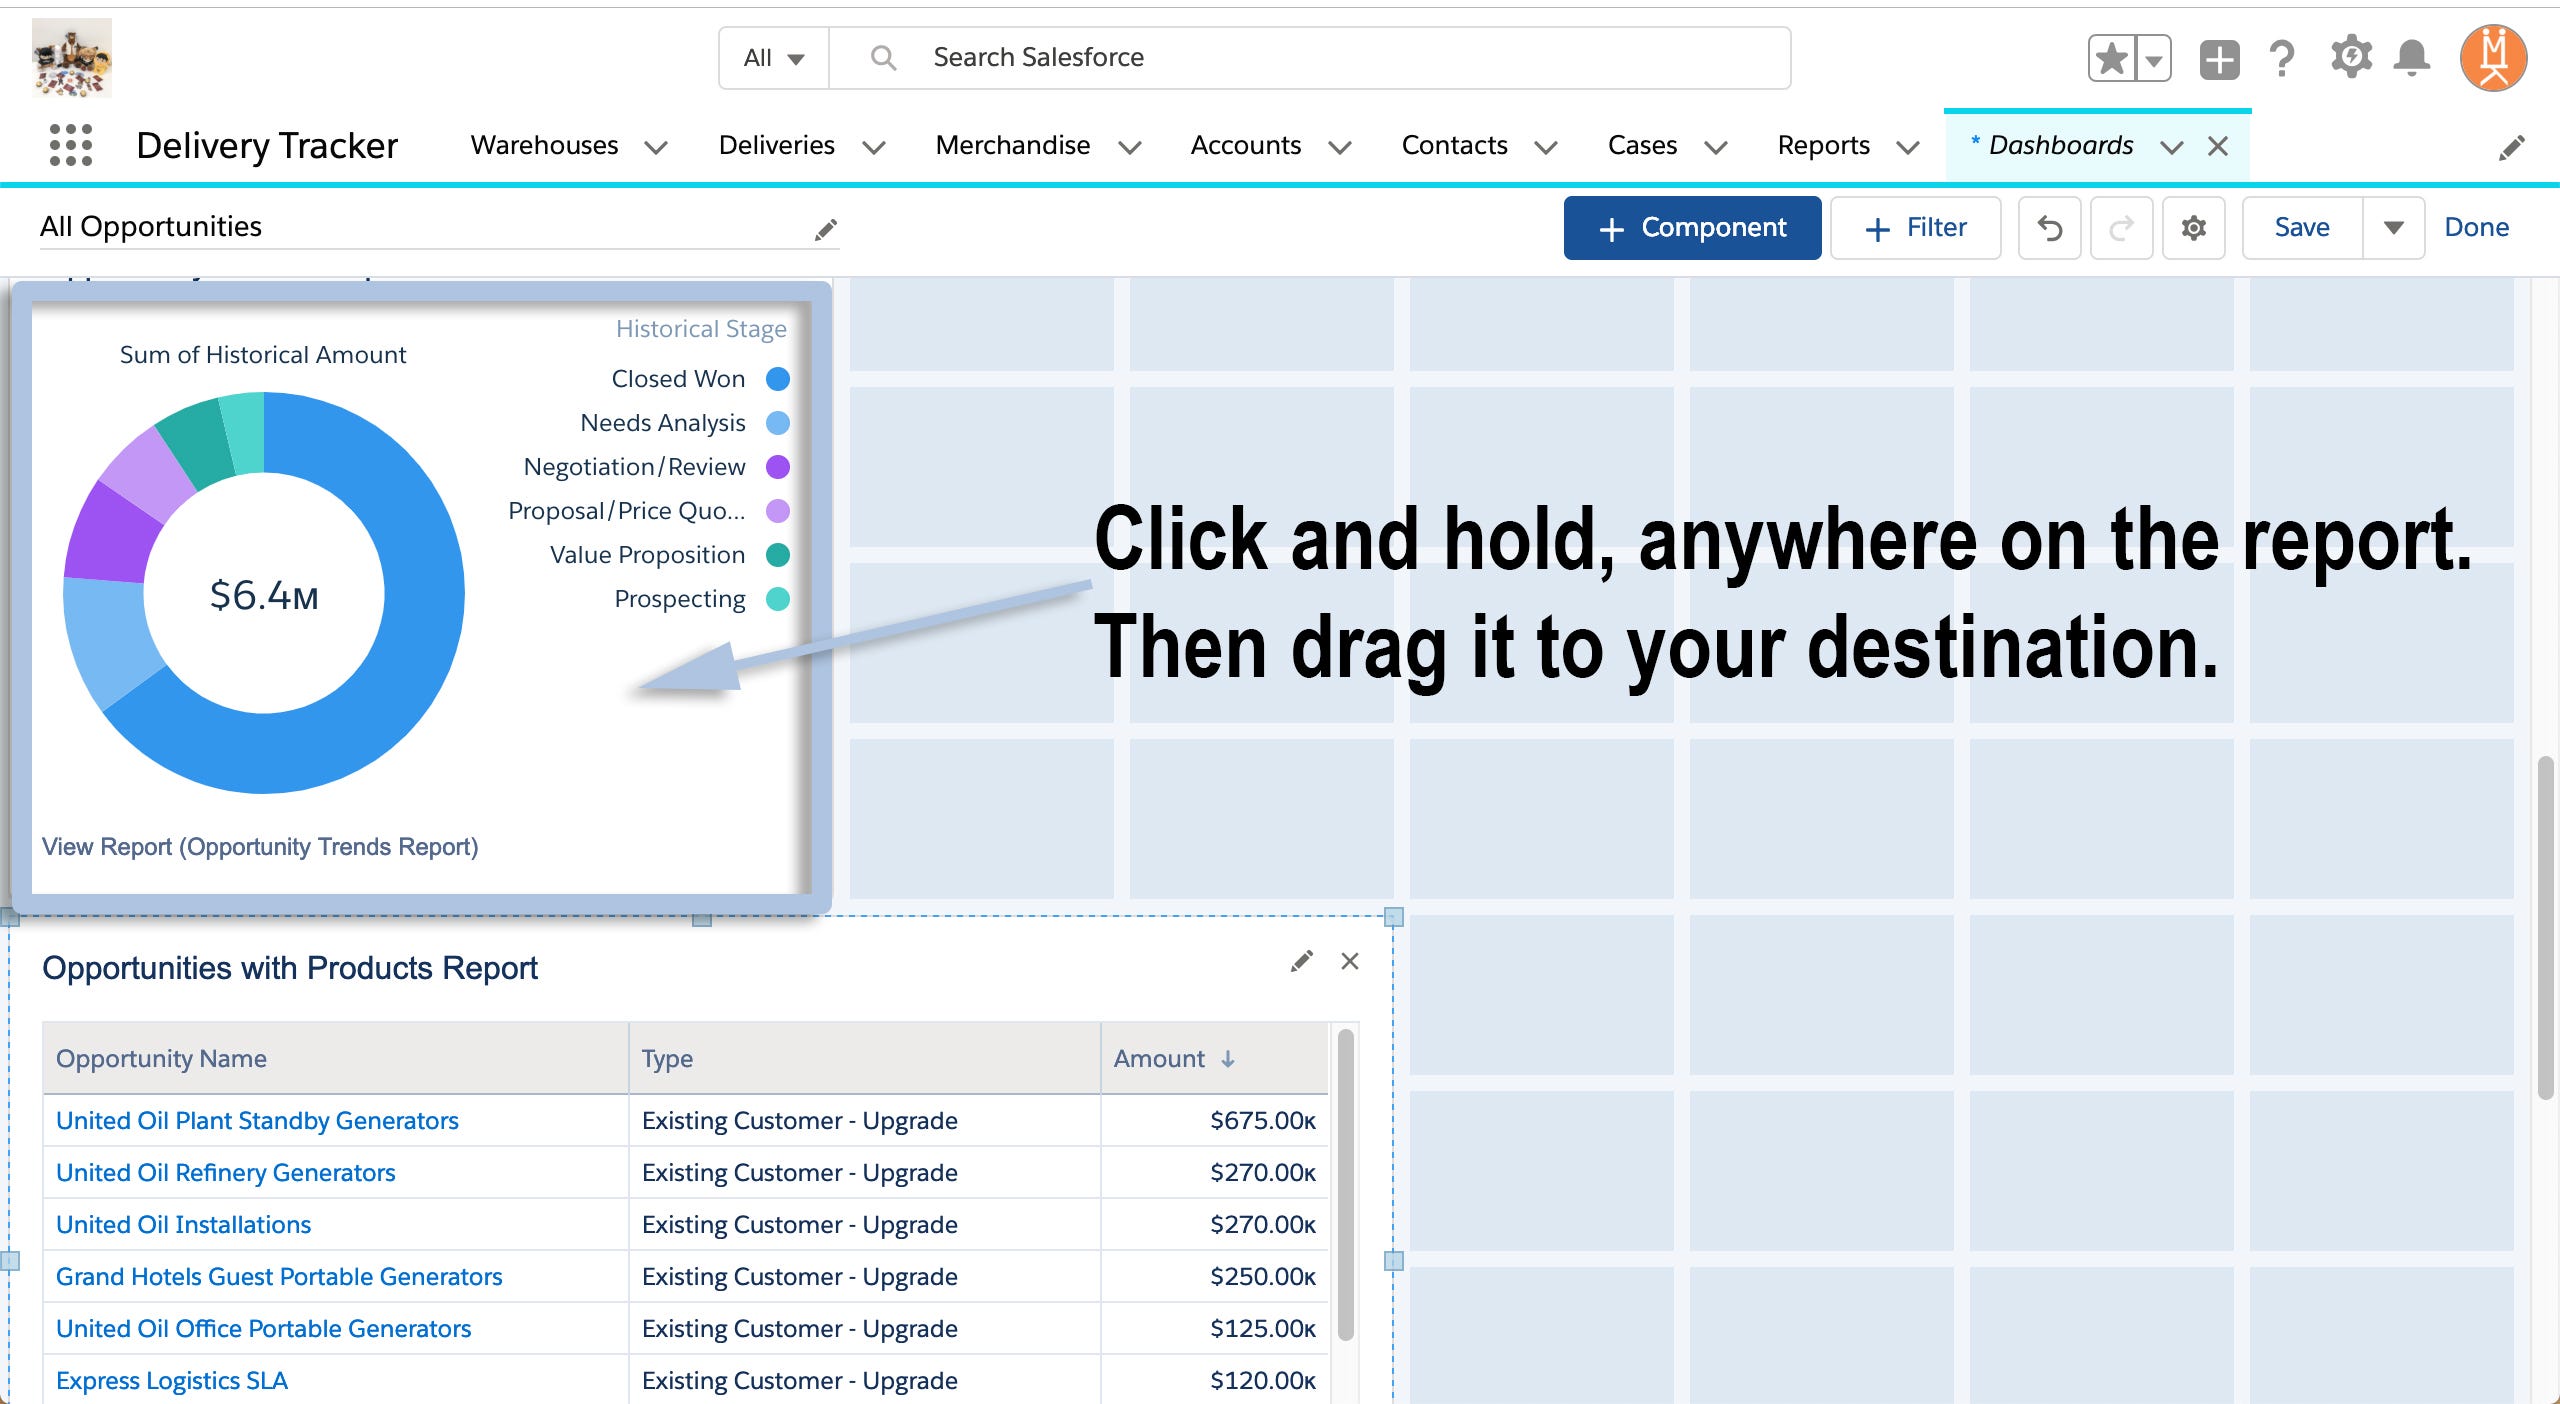 All
Search Salesforce
Delivery Tracker
Warehouses
Deliveries
Merchandise
Accounts
Contacts
Cases
Reports
* Dashboards
All Opportunities
+ Component
+ Filter
Save
Done
Sum of Historical Amount
$6.4M
Historical Stage
Closed Won
Needs Analysis
Negotiation/Review
Proposal/Price Quo...
Value Proposition
Prospecting
View Report (Opportunity Trends Report)
Click and hold, anywhere on the report.
Then drag it to your destination.
Opportunities with Products Report
Opportunity Name Type Amount ↓
United Oil Plant Standby Generators Existing Customer - Upgrade $675.00K
United Oil Refinery Generators Existing Customer - Upgrade $270.00K
United Oil Installations Existing Customer - Upgrade $270.00K
Grand Hotels Guest Portable Generators Existing Customer - Upgrade $250.00K
United Oil Office Portable Generators Existing Customer - Upgrade $125.00K
Express Logistics SLA Existing Customer - Upgrade $120.00K